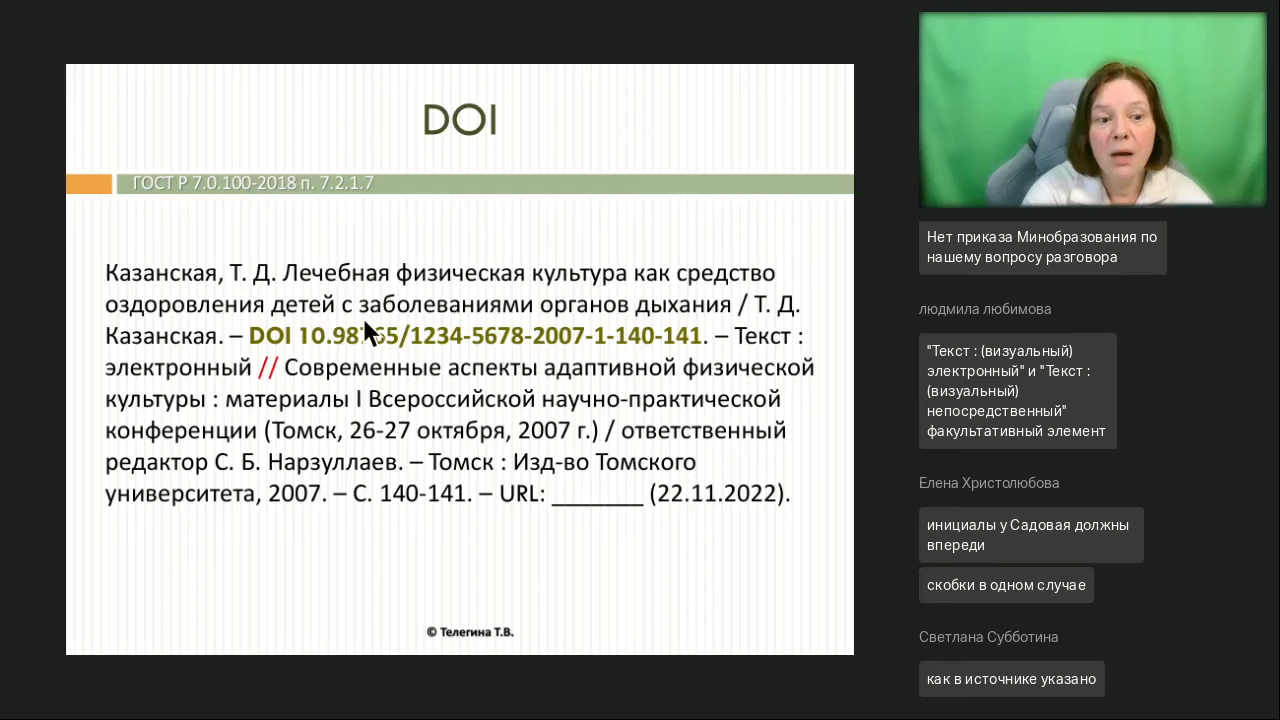 DOI
ГОСТ Р 7.0.100-2018 п. 7.2.1.7
Казанская, Т. Д. Лечебная физическая культура как средство
оздоровления детей с заболеваниями органов дыхания / Т. Д.
Казанская. – DOI 10.98765/1234-5678-2007-1-140-141. – Текст :
электронный // Современные аспекты адаптивной физической
культуры : материалы I Всероссийской научно-практической
конференции (Томск, 26-27 октября, 2007 г.) / ответственный
редактор С. Б. Нарзуллаев. – Томск : Изд-во Томского
университета, 2007. – С. 140-141. – URL: _______ (22.11.2022).
© Телегина Т.В.
Нет приказа Минобразования по
нашему вопросу разговора
людмила любимова
"Текст : (визуальный)
электронный" и "Текст :
(визуальный)
непосредственный"
факультативный элемент
Елена Христолюбова
инициалы у Садовая должны
впереди
скобки в одном случае
Светлана Субботина
как в источнике указано